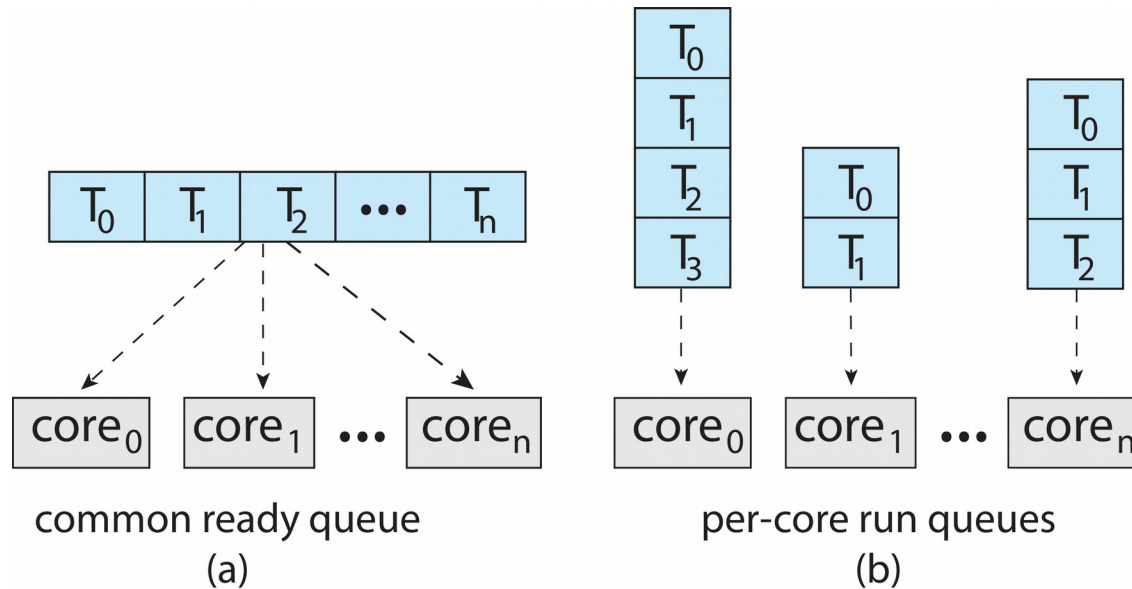 T0 T1 T2 ••• Tn
core0 core1 ••• coren
common ready queue
(a)
T0
T1
T2
T3
T0
T1
T0
T1
T2
core0 core1 ••• coren
per-core run queues
(b)